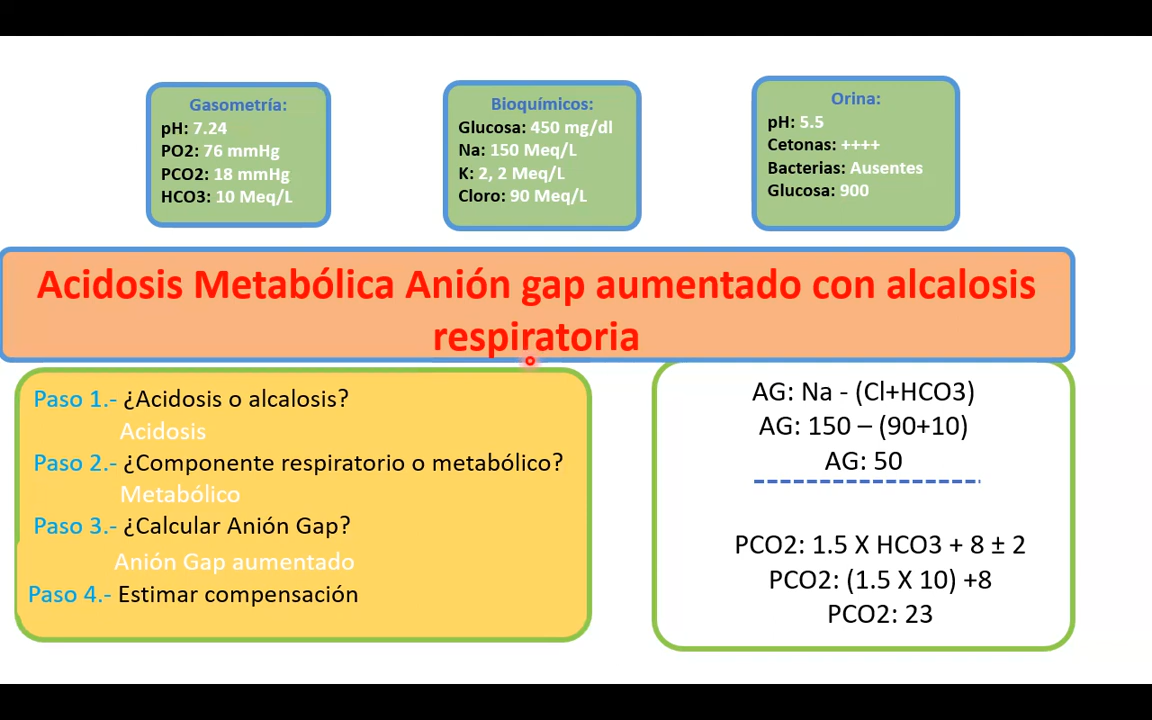 Gasometría:
pH: 7.24
PO2: 76 mmHg
PCO2: 18 mmHg
HCO3: 10 Meq/L
Bioquímicos:
Glucosa: 450 mg/dl
Na: 150 Meq/L
K: 2, 2 Meq/L
Cloro: 90 Meq/L
Orina:
pH: 5.5
Cetonas: ++++
Bacterias: Ausentes
Glucosa: 900
Acidosis Metabólica Anión gap aumentado con alcalosis
respiratoria
Paso 1.- ¿Acidosis o alcalosis?
Acidosis
Paso 2.- ¿Componente respiratorio o metabólico?
Metabólico
Paso 3.- ¿Calcular Anión Gap?
Anión Gap aumentado
Paso 4.- Estimar compensación
AG: Na - (Cl+HCO3)
AG: 150 – (90+10)
AG: 50
PCO2: 1.5 X HCO3 + 8 ± 2
PCO2: (1.5 X 10) +8
PCO2: 23